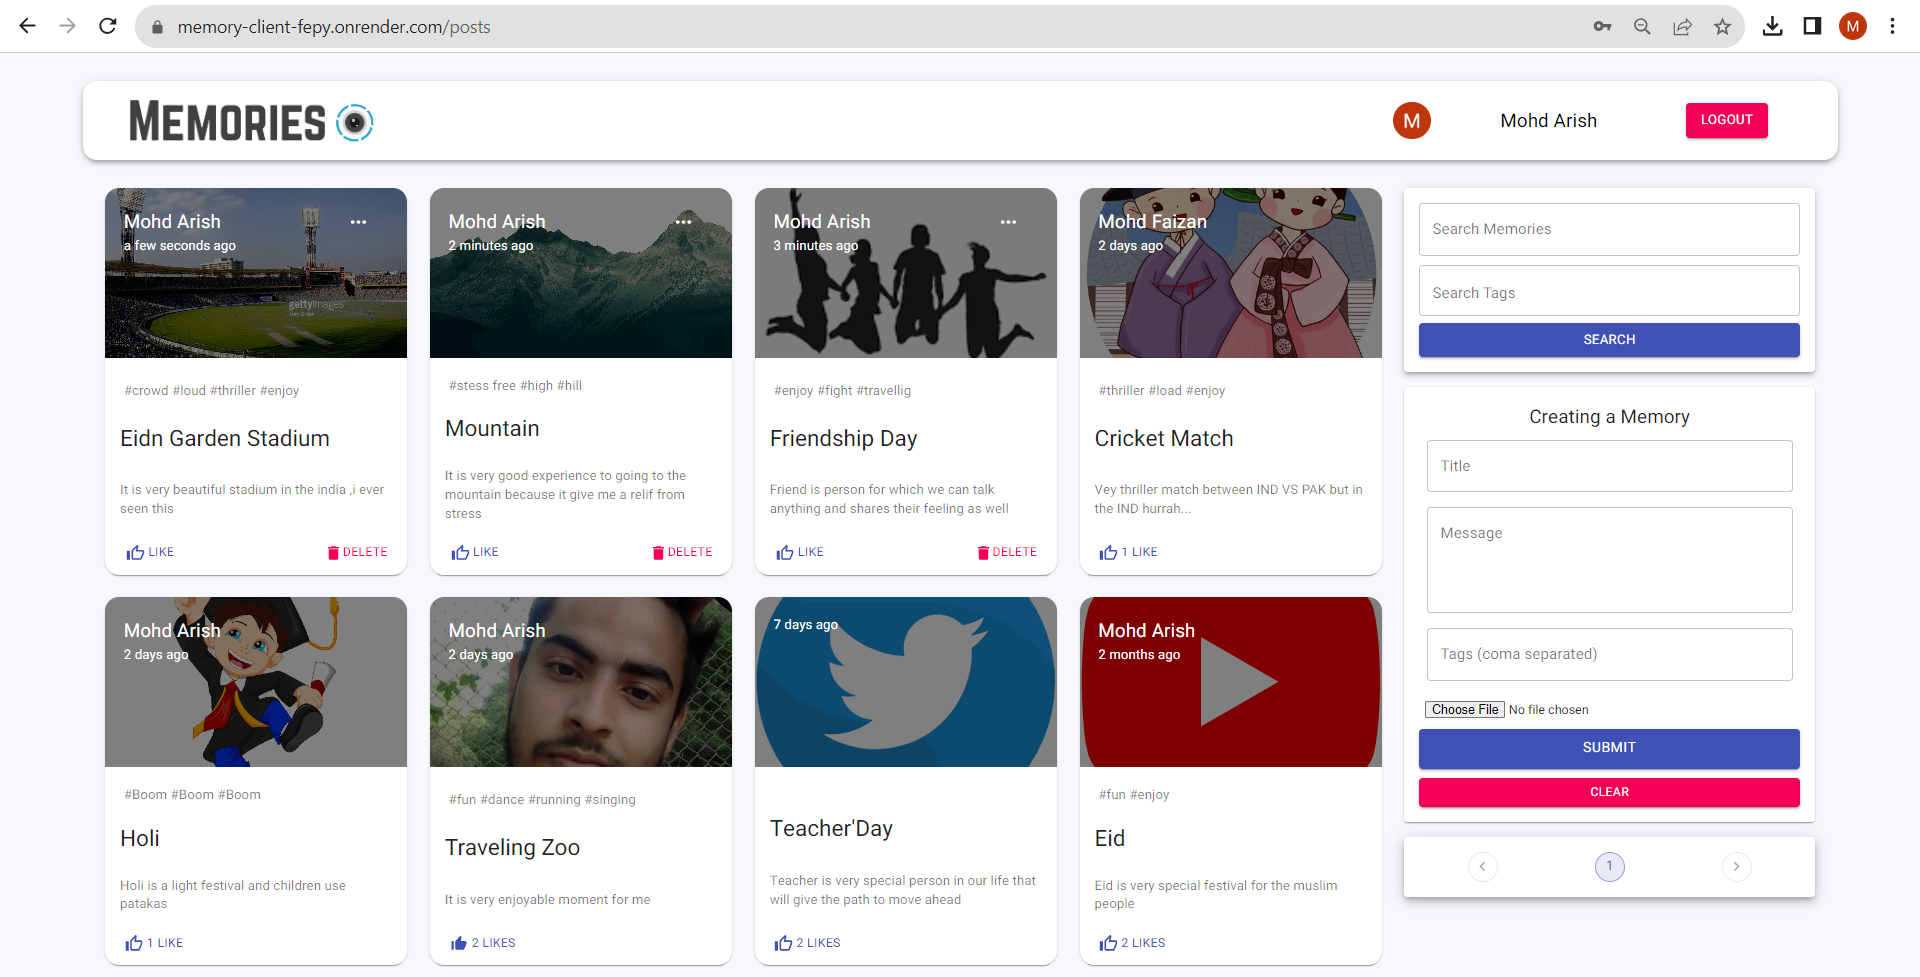 memory-client-fepy.onrender.com/posts
M
MEMORIES
M
Mohd Arish
LOGOUT
Mohd Arish
a few seconds ago
gettyimages
#crowd #loud #thriller #enjoy
Eidn Garden Stadium
It is very beautiful stadium in the india ,i ever
seen this
LIKE
DELETE
Mohd Arish
2 minutes ago
#stess free #high #hill
Mountain
It is very good experience to going to the
mountain because it give me a relif from
stress
LIKE
DELETE
Mohd Arish
3 minutes ago
#enjoy #fight #travellig
Friendship Day
Friend is person for which we can talk
anything and shares their feeling as well
LIKE
DELETE
Mohd Faizan
2 days ago
#thriller #load #enjoy
Cricket Match
Vey thriller match between IND VS PAK but in
the IND hurrah...
1 LIKE
Mohd Arish
2 days ago
#Boom #Boom #Boom
Holi
Holi is a light festival and children use
patakas
1 LIKE
Mohd Arish
2 days ago
#fun #dance #running #singing
Traveling Zoo
It is very enjoyable moment for me
2 LIKES
7 days ago
Teacher'Day
Teacher is very special person in our life that
will give the path to move ahead
2 LIKES
Mohd Arish
2 months ago
#fun #enjoy
Eid
Eid is very special festival for the muslim
people
2 LIKES
Search Memories
Search Tags
SEARCH
Creating a Memory
Title
Message
Tags (coma separated)
Choose File No file chosen
SUBMIT
CLEAR
1